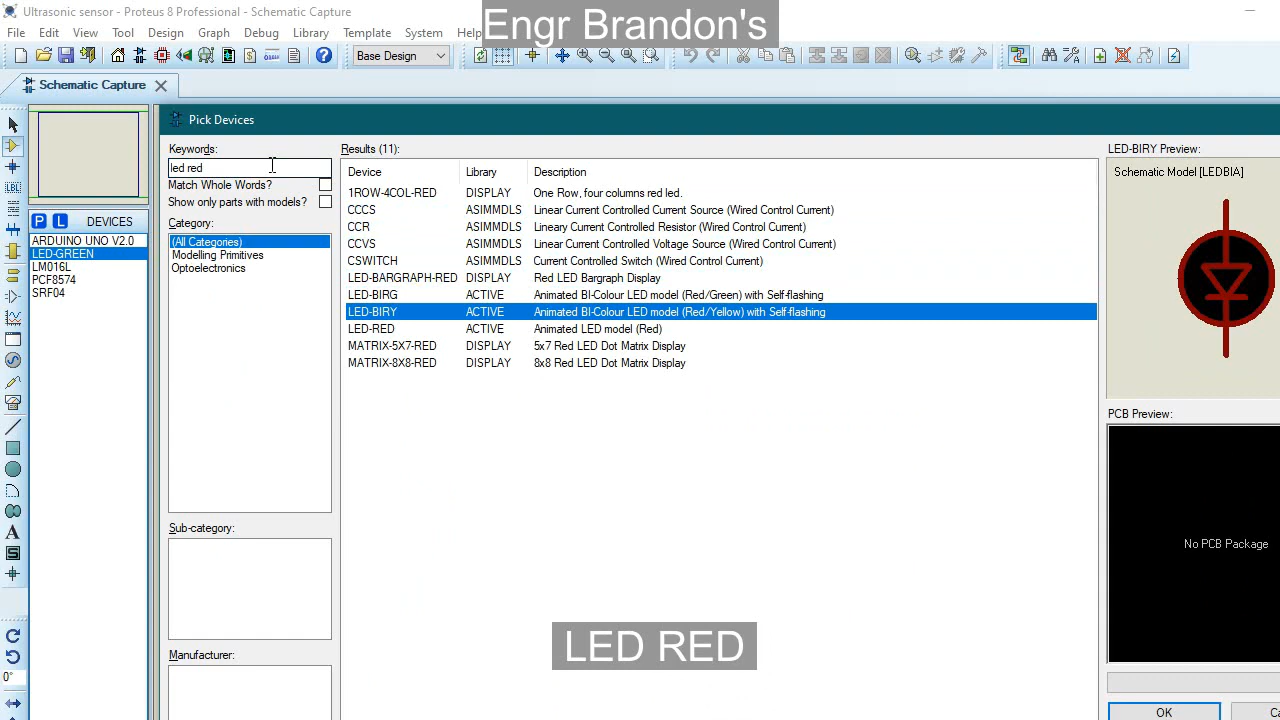 Ultrasonic sensor - Proteus 8 Professional - Schematic Capture
Engr Brandon's
File Edit View Tool Design Graph Debug Library Template System Help
Base Design
Schematic Capture
Pick Devices
Keywords:
led red
Match Whole Words?
Show only parts with models?
Category:
(All Categories)
Modelling Primitives
Optoelectronics
Sub-category:
Manufacturer:
P L DEVICES
ARDUINO UNO V2.0
LED-GREEN
LM016L
PCF8574
SRF04
LBL
A
S
0°
Results (11):
Device Library Description
1ROW-4COL-RED DISPLAY One Row, four columns red led.
CCCS ASIMMDLS Linear Current Controlled Current Source (Wired Control Current)
CCR ASIMMDLS Lineary Current Controlled Resistor (Wired Control Current)
CCVS ASIMMDLS Linear Current Controlled Voltage Source (Wired Control Current)
CSWITCH ASIMMDLS Current Controlled Switch (Wired Control Current)
LED-BARGRAPH-RED DISPLAY Red LED Bargraph Display
LED-BIRG ACTIVE Animated BI-Colour LED model (Red/Green) with Self-flashing
LED-BIRY ACTIVE Animated BI-Colour LED model (Red/Yellow) with Self-flashing
LED-RED ACTIVE Animated LED model (Red)
MATRIX-5X7-RED DISPLAY 5x7 Red LED Dot Matrix Display
MATRIX-8X8-RED DISPLAY 8x8 Red LED Dot Matrix Display
LED RED
LED-BIRY Preview:
Schematic Model [LEDBIA]
PCB Preview:
No PCB Package
OK
Ca